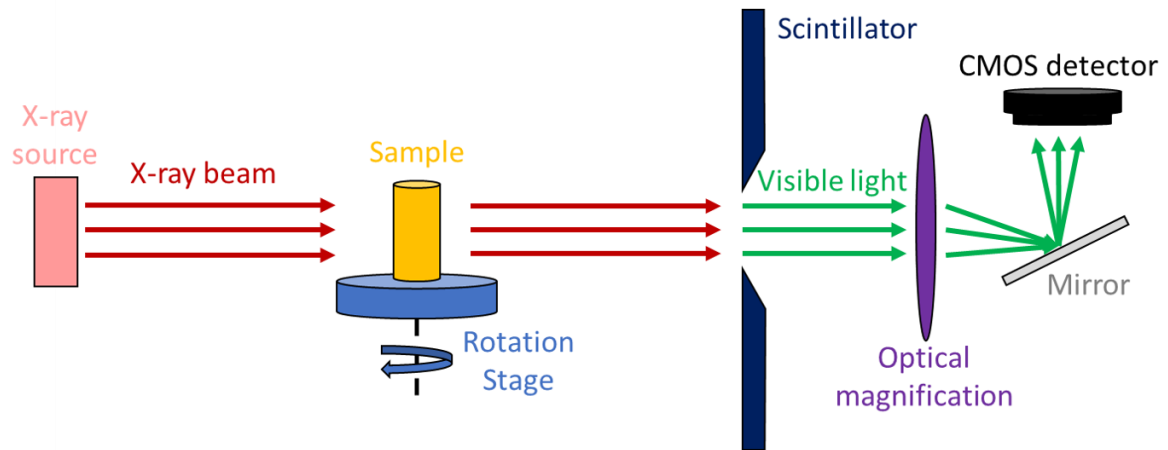 X-ray
source
X-ray beam
Sample
Rotation
Stage
Scintillator
Visible light
Optical
magnification
CMOS detector
Mirror